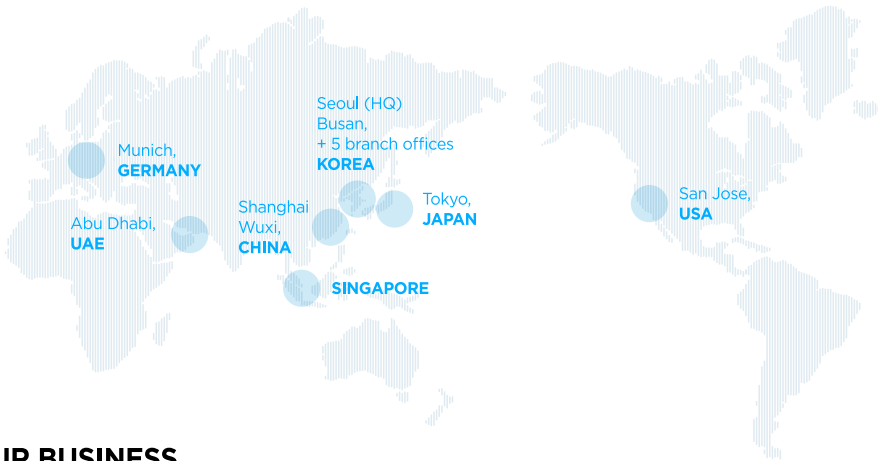 Seoul (HQ)
Busan,
+ 5 branch offices
KOREA
Munich,
GERMANY
Abu Dhabi,
UAE
Shanghai
Wuxi,
CHINA
Tokyo,
JAPAN
San Jose,
USA
SINGAPORE
UR BUSINESS